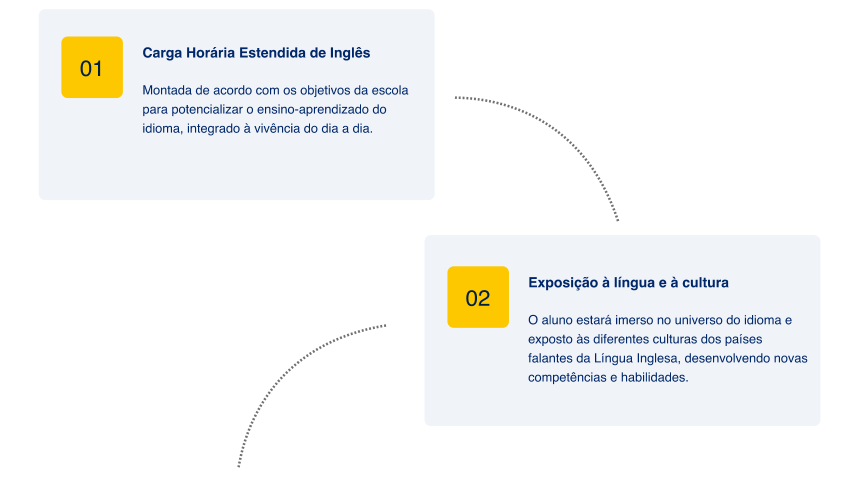 01
Carga Horária Estendida de Inglês
Montada de acordo com os objetivos da escola
para potencializar o ensino-aprendizado do
idioma, integrado à vivência do dia a dia.
02
Exposição à língua e à cultura
O aluno estará imerso no universo do idioma e
exposto às diferentes culturas dos países
falantes da Língua Inglesa, desenvolvendo novas
competências e habilidades.